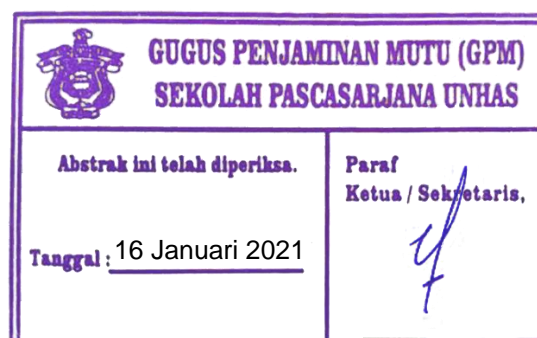 GUGUS PENJAMINAN MUTU (GPM)
SEKOLAH PASCASARJANA UNHAS
Abstrak ini telah diperiksa.
Tanggal : 16 Januari 2021
Paraf
Ketua / Sekretaris,